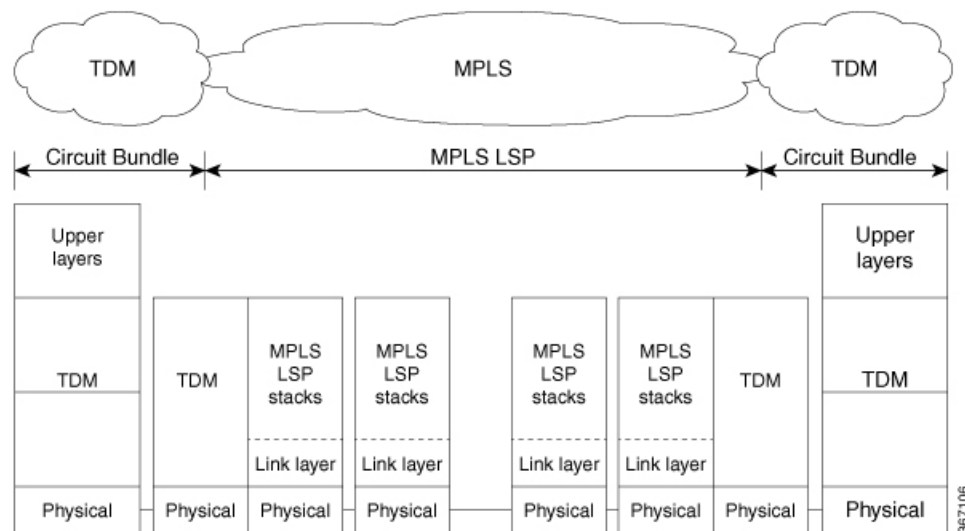 TDM
MPLS
TDM
Circuit Bundle
MPLS LSP
Circuit Bundle
Upper
layers
TDM
Physical
TDM
Physical
MPLS
LSP
stacks
Link layer
Physical
MPLS
LSP
stacks
Link layer
Physical
MPLS
LSP
stacks
Link layer
Physical
MPLS
LSP
stacks
Link layer
Physical
TDM
Physical
Upper
layers
TDM
Physical